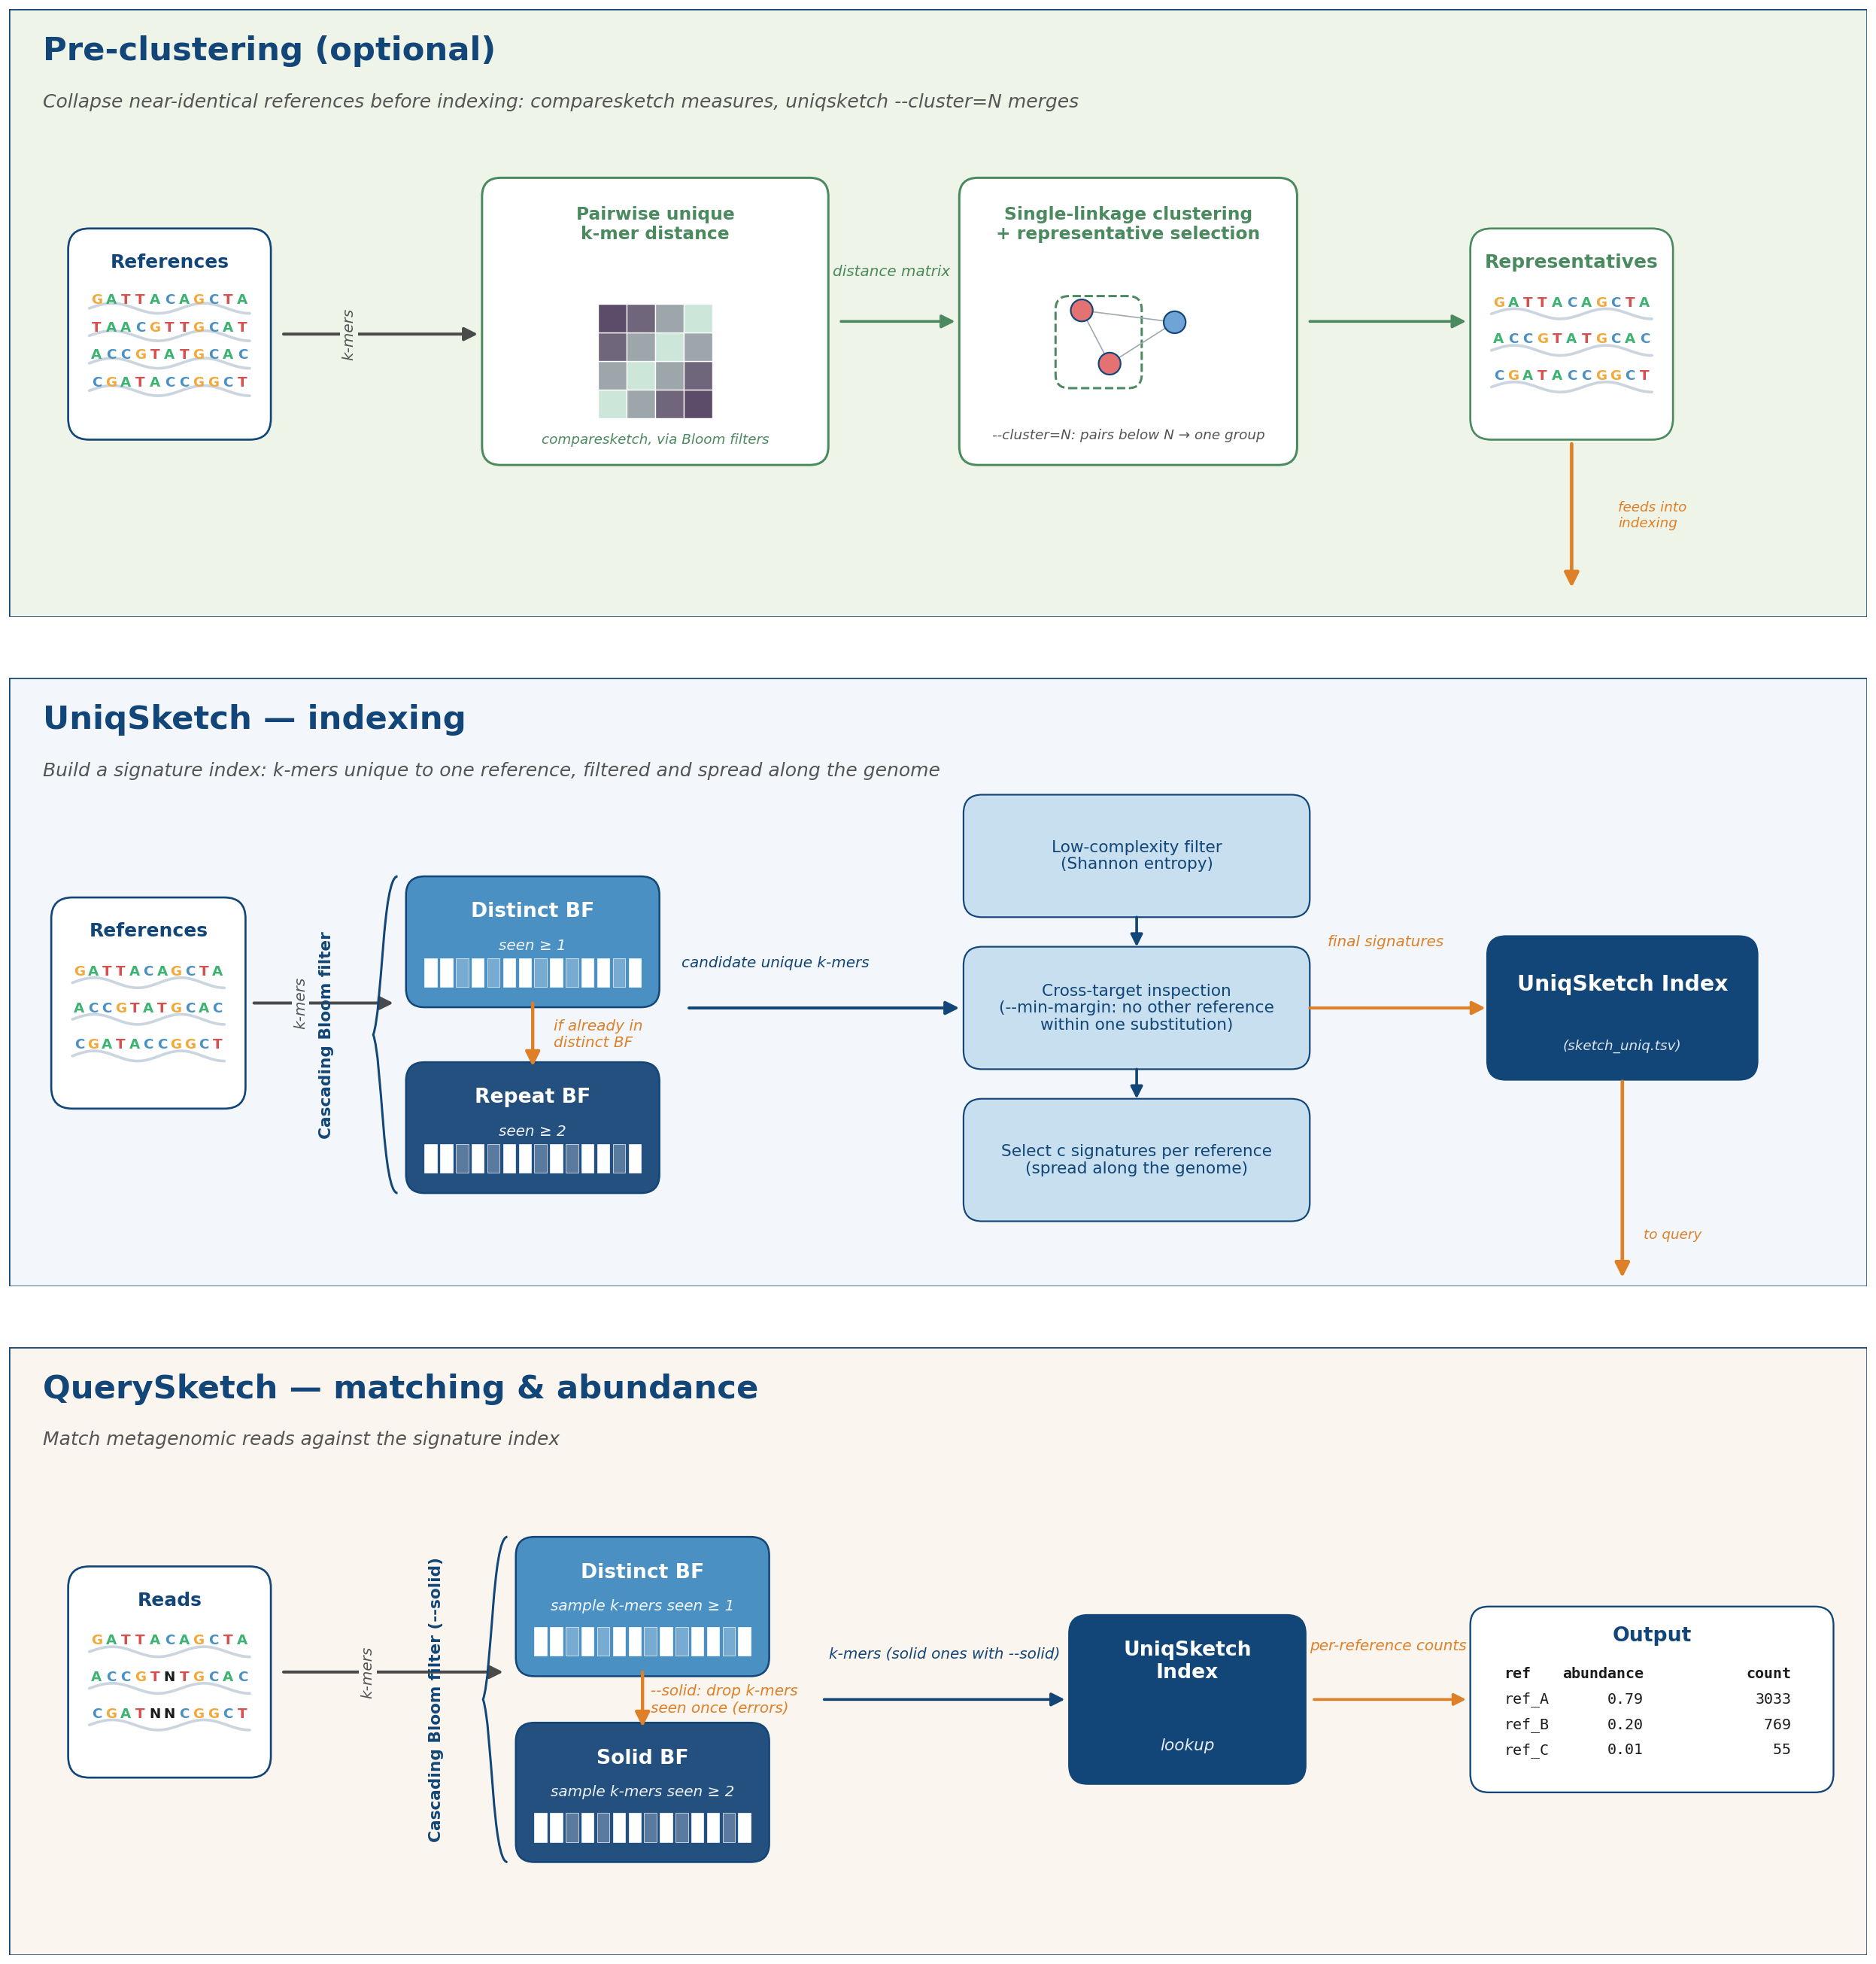 Pre-clustering (optional)
Collapse near-identical references before indexing: comparesketch measures, uniqsketch --cluster=N merges
References
GATTACAGCTA
TAACGTTGCAT
ACCGTATGCAC
CGATACCGGCT
k-mers
Pairwise unique
k-mer distance
comparesketch, via Bloom filters
distance matrix
Single-linkage clustering
+ representative selection
--cluster=N: pairs below N → one group
Representatives
GATTACAGCTA
ACCGTATGCAC
CGATACCGGCT
feeds into
indexing
UniqSketch — indexing
Build a signature index: k-mers unique to one reference, filtered and spread along the genome
References
GATTACAGCTA
ACCGTATGCAC
CGATACCGGCT
k-mers
Cascading Bloom filter
Distinct BF
seen ≥ 1
if already in
distinct BF
Repeat BF
seen ≥ 2
candidate unique k-mers
Low-complexity filter
(Shannon entropy)
Cross-target inspection
(--min-margin: no other reference
within one substitution)
Select c signatures per reference
(spread along the genome)
final signatures
UniqSketch Index
(sketch_uniq.tsv)
to query
QuerySketch — matching & abundance
Match metagenomic reads against the signature index
Reads
GATTACAGCTA
ACCGTNTGCAC
CGATNNCGGCT
k-mers
Cascading Bloom filter (--solid)
Distinct BF
sample k-mers seen ≥ 1
--solid: drop k-mers
seen once (errors)
Solid BF
sample k-mers seen ≥ 2
k-mers (solid ones with --solid)
UniqSketch
Index
lookup
per-reference counts
Output
ref abundance count
ref_A 0.79 3033
ref_B 0.20 769
ref_C 0.01 55